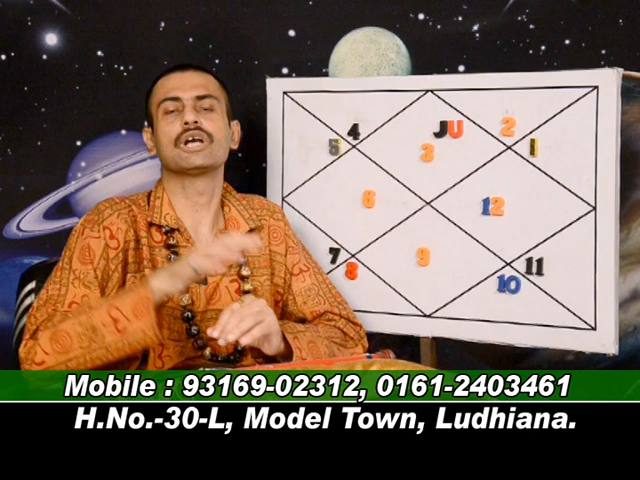 JU 2
4
5 3 1
6 12
7 8 9 11
10
Mobile : 93169-02312, 0161-2403461
H.No.-30-L, Model Town, Ludhiana.